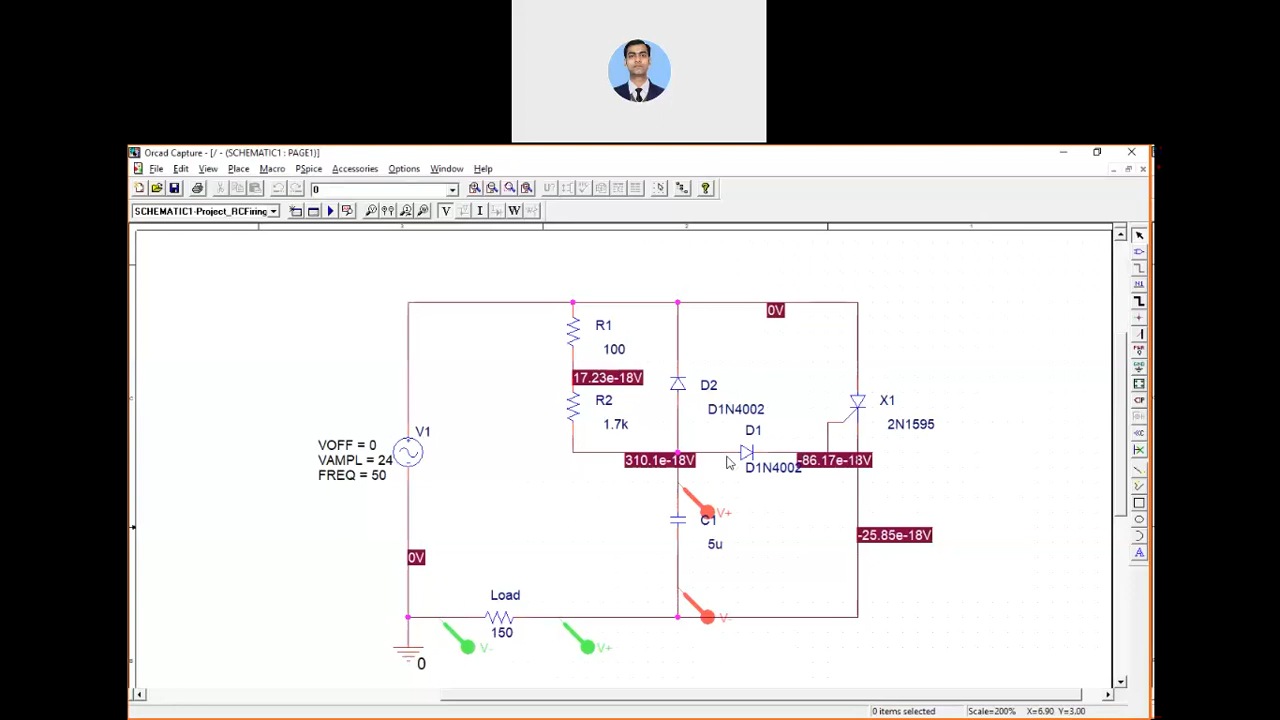 Orcad Capture - [/ - (SCHEMATIC1 : PAGE1)]
File Edit View Place Macro PSpice Accessories Options Window Help
0
U?
?
SCHEMATIC1-Project_RCFiring
V I W
0V
R1
100
17.23e-18V
R2
1.7k
D2
D1N4002
D1
D1N4002
X1
2N1595
V1
VOFF = 0
VAMPL = 24
FREQ = 50
310.1e-18V
-86.17e-18V
V+
C1
5u
-25.85e-18V
0V
Load
150
V-
V-
V+
0
0 items selected Scale=200% X=6.90 Y=3.00